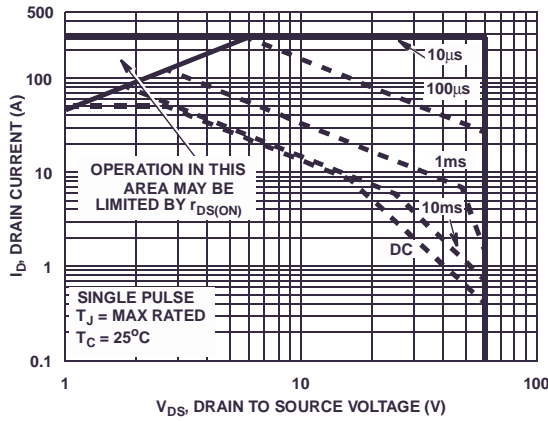 500
10µs
100µs
100
1ms
OPERATION IN THIS
AREA MAY BE
LIMITED BY rDS(ON)
10
10ms
DC
1
SINGLE PULSE
TJ = MAX RATED
TC = 25°C
0.1
1
10
100
ID, DRAIN CURRENT (A)
VDS, DRAIN TO SOURCE VOLTAGE (V)